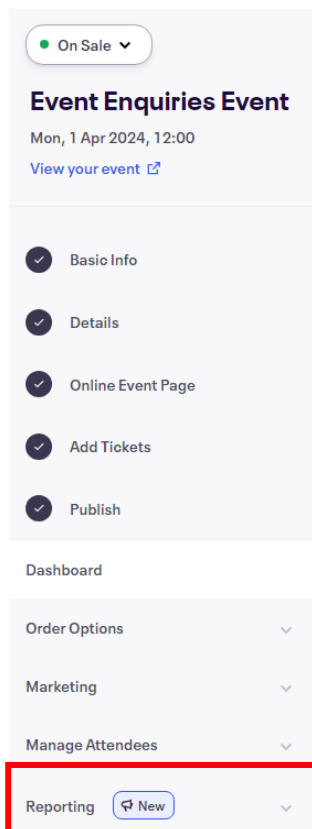 On Sale
Event Enquiries Event
Mon, 1 Apr 2024, 12:00
View your event
Basic Info
Details
Online Event Page
Add Tickets
Publish
Dashboard
Order Options
Marketing
Manage Attendees
Reporting New